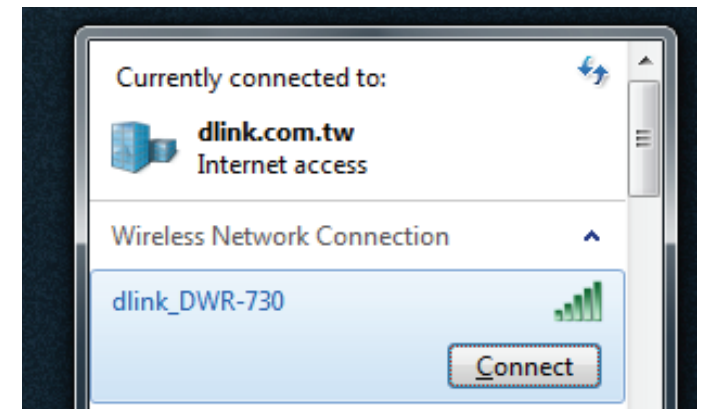 Currently connected to:
dlink.com.tw
Internet access
Wireless Network Connection
dlink_DWR-730
Connect